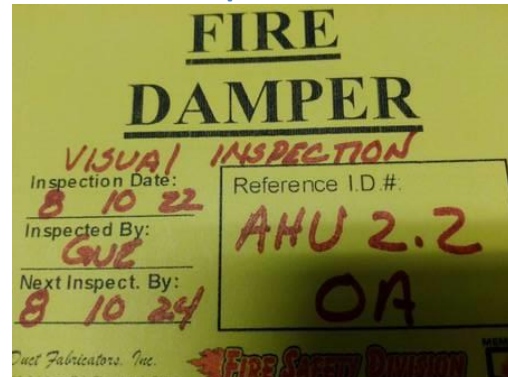 FIRE
DAMPER
VISUAL INSPECTION
Inspection Date:
8 10 22
Inspected By:
Next Inspect. By:
8 10 24
Reference I.D.#:
AHU 2.2
OA
Duct Fabricators, Inc.
FIRE SAFETY DIVISION